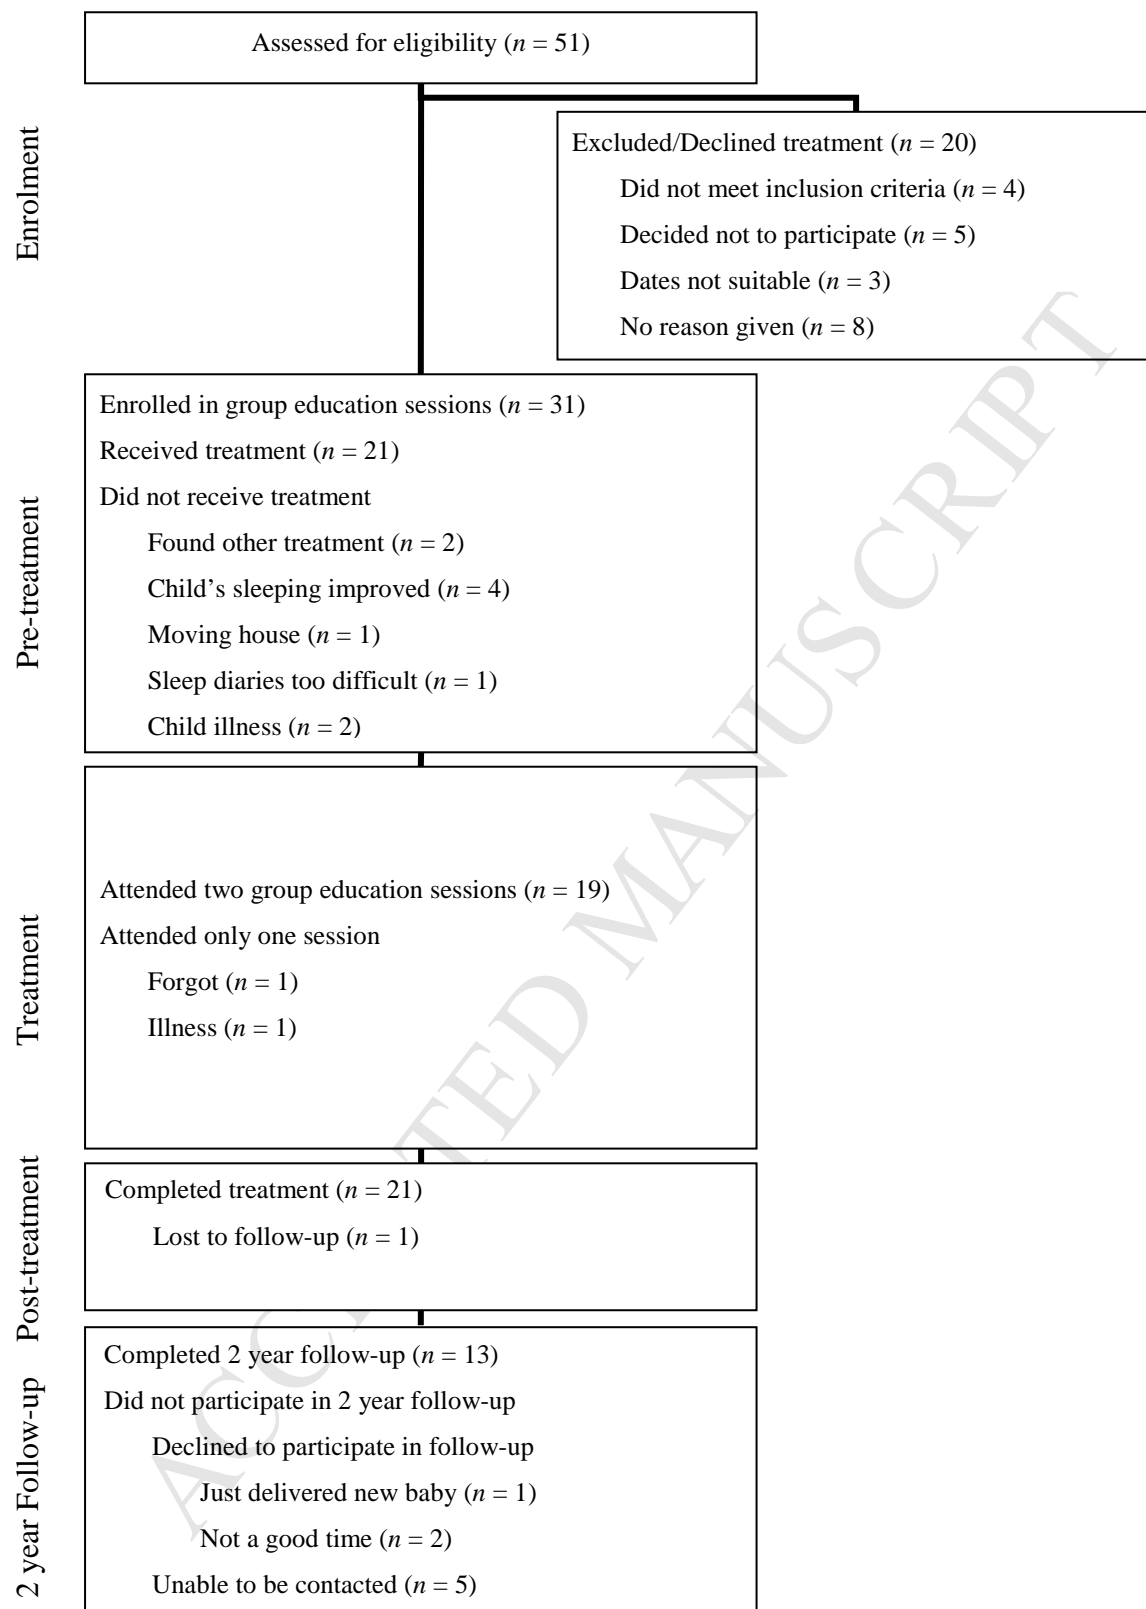 Assessed for eligibility (n = 51)
Enrolment
Excluded/Declined treatment (n = 20)
Did not meet inclusion criteria (n = 4)
Decided not to participate (n = 5)
Dates not suitable (n = 3)
No reason given (n = 8)
Pre-treatment
Enrolled in group education sessions (n = 31)
Received treatment (n = 21)
Did not receive treatment
Found other treatment (n = 2)
Child’s sleeping improved (n = 4)
Moving house (n = 1)
Sleep diaries too difficult (n = 1)
Child illness (n = 2)
Treatment
Attended two group education sessions (n = 19)
Attended only one session
Forgot (n = 1)
Illness (n = 1)
Post-treatment
Completed treatment (n = 21)
Lost to follow-up (n = 1)
2 year Follow-up
Completed 2 year follow-up (n = 13)
Did not participate in 2 year follow-up
Declined to participate in follow-up
Just delivered new baby (n = 1)
Not a good time (n = 2)
Unable to be contacted (n = 5)
ACCEPTED MANUSCRIPT